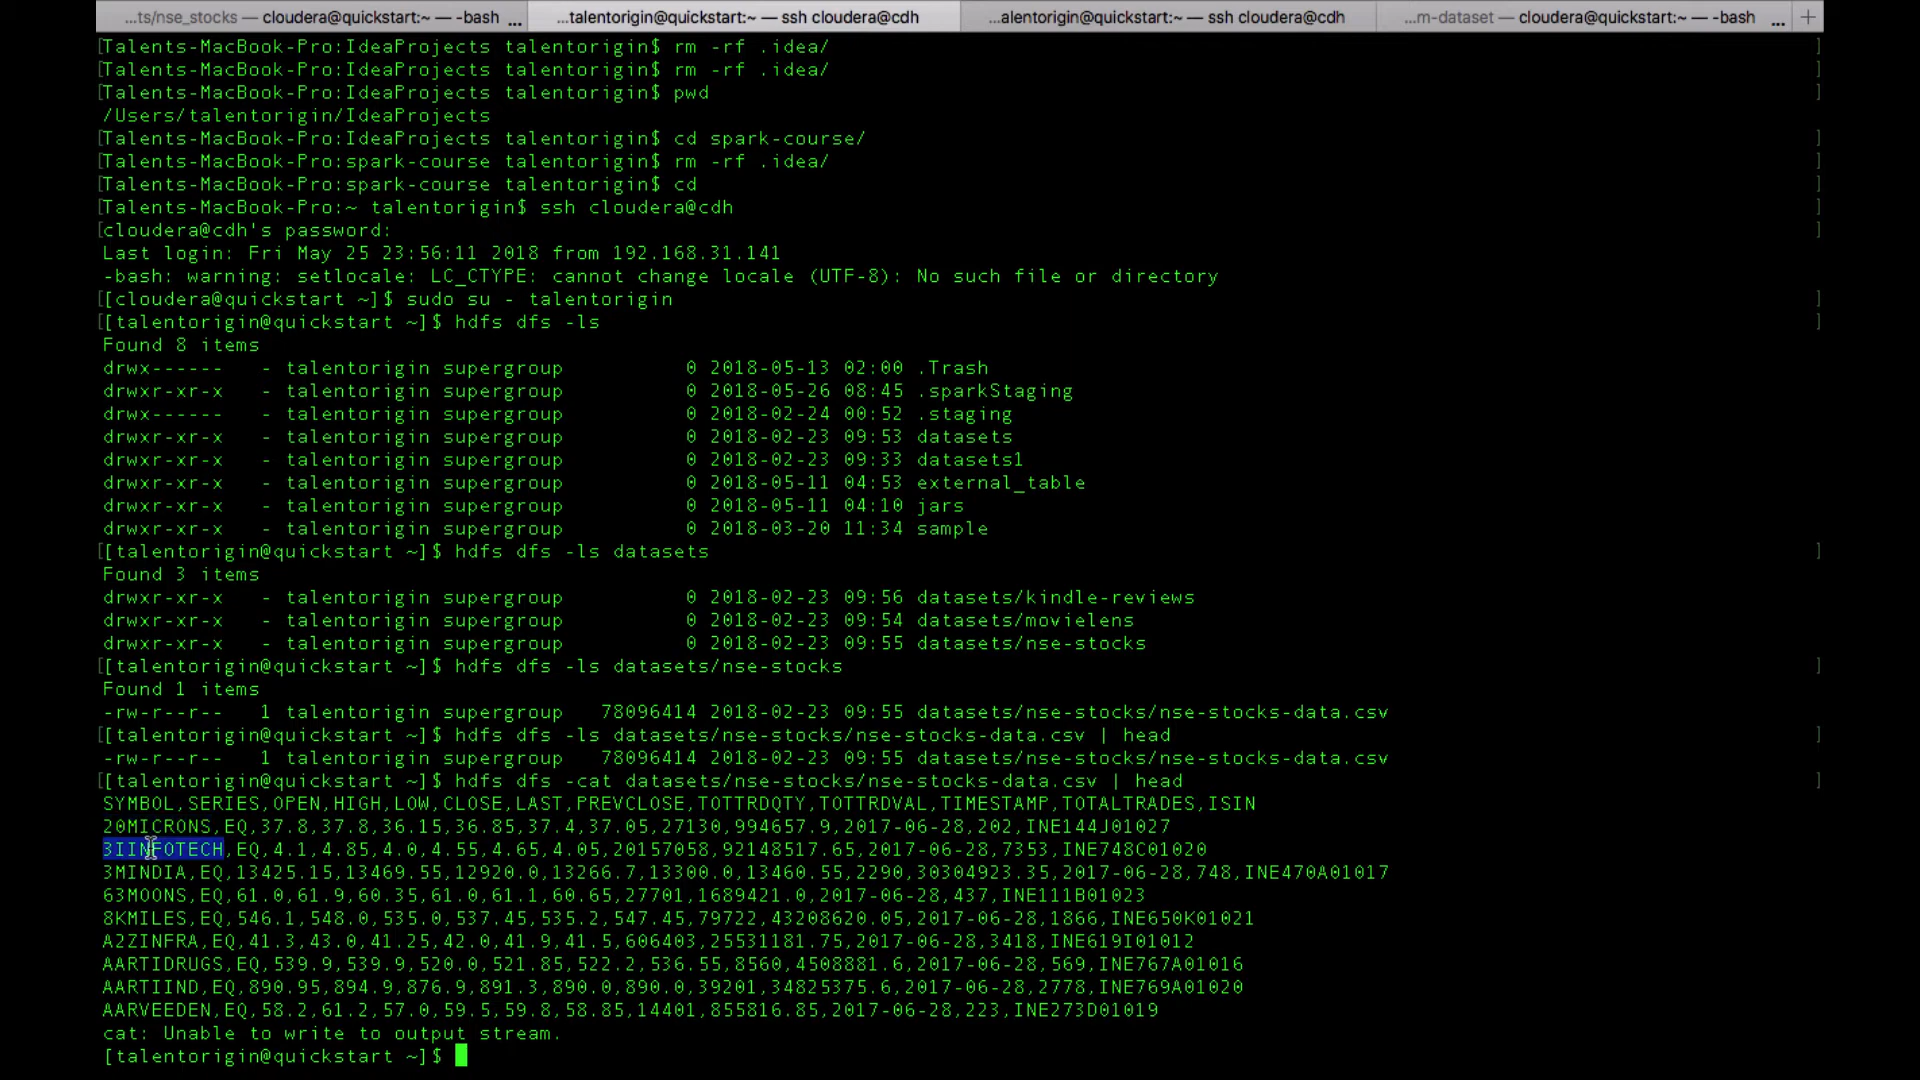 ...ts/nse_stocks — cloudera@quickstart:~ — -bash ... ...talentorigin@quickstart:~ — ssh cloudera@cdh ...alentorigin@quickstart:~ — ssh cloudera@cdh ...m-dataset — cloudera@quickstart:~ — -bash ... +
[Talents-MacBook-Pro:IdeaProjects talentorigin$ rm -rf .idea/ ]
[Talents-MacBook-Pro:IdeaProjects talentorigin$ rm -rf .idea/ ]
[Talents-MacBook-Pro:IdeaProjects talentorigin$ pwd ]
/Users/talentorigin/IdeaProjects
[Talents-MacBook-Pro:IdeaProjects talentorigin$ cd spark-course/ ]
[Talents-MacBook-Pro:spark-course talentorigin$ rm -rf .idea/ ]
[Talents-MacBook-Pro:spark-course talentorigin$ cd ]
[Talents-MacBook-Pro:~ talentorigin$ ssh cloudera@cdh ]
[cloudera@cdh's password: ]
Last login: Fri May 25 23:56:11 2018 from 192.168.31.141
-bash: warning: setlocale: LC_CTYPE: cannot change locale (UTF-8): No such file or directory
[[cloudera@quickstart ~]$ sudo su - talentorigin ]
[[talentorigin@quickstart ~]$ hdfs dfs -ls ]
Found 8 items
drwx------ - talentorigin supergroup 0 2018-05-13 02:00 .Trash
drwxr-xr-x - talentorigin supergroup 0 2018-05-26 08:45 .sparkStaging
drwx------ - talentorigin supergroup 0 2018-02-24 00:52 .staging
drwxr-xr-x - talentorigin supergroup 0 2018-02-23 09:53 datasets
drwxr-xr-x - talentorigin supergroup 0 2018-02-23 09:33 datasets1
drwxr-xr-x - talentorigin supergroup 0 2018-05-11 04:53 external_table
drwxr-xr-x - talentorigin supergroup 0 2018-05-11 04:10 jars
drwxr-xr-x - talentorigin supergroup 0 2018-03-20 11:34 sample
[[talentorigin@quickstart ~]$ hdfs dfs -ls datasets ]
Found 3 items
drwxr-xr-x - talentorigin supergroup 0 2018-02-23 09:56 datasets/kindle-reviews
drwxr-xr-x - talentorigin supergroup 0 2018-02-23 09:54 datasets/movielens
drwxr-xr-x - talentorigin supergroup 0 2018-02-23 09:55 datasets/nse-stocks
[[talentorigin@quickstart ~]$ hdfs dfs -ls datasets/nse-stocks ]
Found 1 items
-rw-r--r-- 1 talentorigin supergroup 78096414 2018-02-23 09:55 datasets/nse-stocks/nse-stocks-data.csv
[[talentorigin@quickstart ~]$ hdfs dfs -ls datasets/nse-stocks/nse-stocks-data.csv | head ]
-rw-r--r-- 1 talentorigin supergroup 78096414 2018-02-23 09:55 datasets/nse-stocks/nse-stocks-data.csv
[[talentorigin@quickstart ~]$ hdfs dfs -cat datasets/nse-stocks/nse-stocks-data.csv | head ]
SYMBOL,SERIES,OPEN,HIGH,LOW,CLOSE,LAST,PREVCLOSE,TOTTRDQTY,TOTTRDVAL,TIMESTAMP,TOTALTRADES,ISIN
20MICRONS,EQ,37.8,37.8,36.15,36.85,37.4,37.05,27130,994657.9,2017-06-28,202,INE144J01027
3IINFOTECH,EQ,4.1,4.85,4.0,4.55,4.65,4.05,20157058,92148517.65,2017-06-28,7353,INE748C01020
3MINDIA,EQ,13425.15,13469.55,12920.0,13266.7,13300.0,13460.55,2290,30304923.35,2017-06-28,748,INE470A01017
63MOONS,EQ,61.0,61.9,60.35,61.0,61.1,60.65,27701,1689421.0,2017-06-28,437,INE111B01023
8KMILES,EQ,546.1,548.0,535.0,537.45,535.2,547.45,79722,43208620.05,2017-06-28,1866,INE650K01021
A2ZINFRA,EQ,41.3,43.0,41.25,42.0,41.9,41.5,606403,25531181.75,2017-06-28,3418,INE619I01012
AARTIDRUGS,EQ,539.9,539.9,520.0,521.85,522.2,536.55,8560,4508881.6,2017-06-28,569,INE767A01016
AARTIIND,EQ,890.95,894.9,876.9,891.3,890.0,890.0,39201,34825375.6,2017-06-28,2778,INE769A01020
AARVEEDEN,EQ,58.2,61.2,57.0,59.5,59.8,58.85,14401,855816.85,2017-06-28,223,INE273D01019
cat: Unable to write to output stream.
[talentorigin@quickstart ~]$